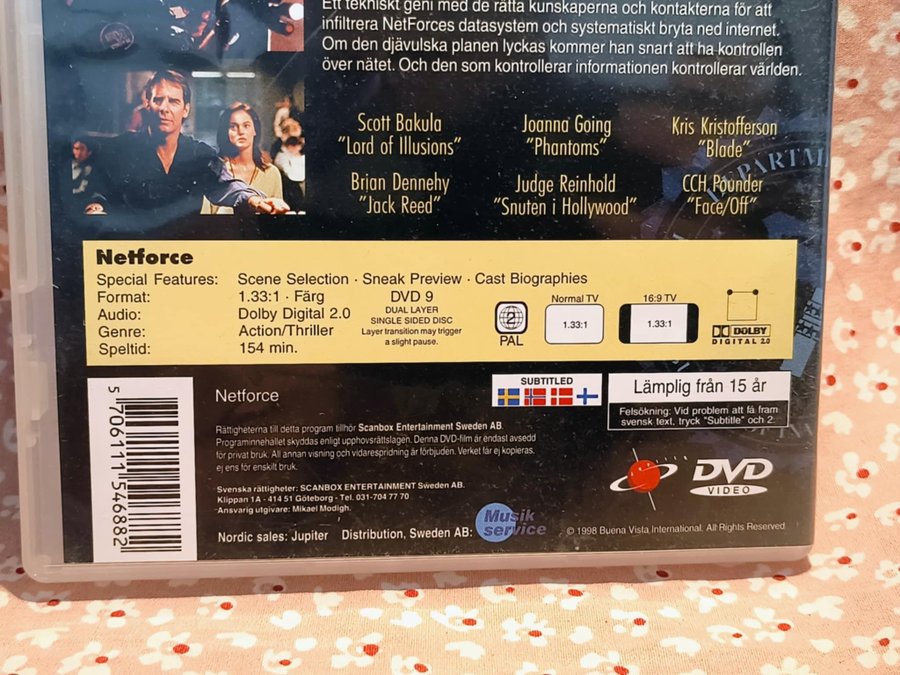 Ett tekniskt geni med de rätta kunskaperna och kontakterna för att
infiltrera NetForces datasystem och systematiskt bryta ned internet.
Om den djävulska planen lyckas kommer han snart att ha kontrollen
över nätet. Och den som kontrollerar informationen kontrollerar världen.
Scott Bakula
"Lord of Illusions"
Joanna Going
"Phantoms"
Kris Kristofferson
"Blade"
Brian Dennehy
"Jack Reed"
Judge Reinhold
"Snuten i Hollywood"
CCH Pounder
"Face/Off"
DEPARTM
Netforce
Special Features: Scene Selection · Sneak Preview · Cast Biographies
Format: 1.33:1 · Färg
Audio: Dolby Digital 2.0
Genre: Action/Thriller
Speltid: 154 min.
DVD 9
DUAL LAYER
SINGLE SIDED DISC
Layer transition may trigger
a slight pause.
2
PAL
Normal TV
1.33:1
16:9 TV
1.33:1
DOLBY
DIGITAL 2.0
5 706111 546882
Netforce
SUBTITLED
Lämplig från 15 år
Felsökning: Vid problem att få fram
svensk text, tryck "Subtitle" och 2.
Rättigheterna till detta program tillhör Scanbox Entertainment Sweden AB.
Programinnehållet skyddas enligt upphovsrättslagen. Denna DVD-film är endast avsedd
för privat bruk. All annan visning och vidarespridning är förbjuden. Verket får ej kopieras,
ej ens för enskilt bruk.
Svenska rättigheter: SCANBOX ENTERTAINMENT Sweden AB.
Klippan 1A - 414 51 Göteborg - Tel. 031-704 77 70
Ansvarig utgivare: Mikael Modigh.
DVD
VIDEO
Nordic sales: Jupiter Distribution, Sweden AB:
Musik
service
© 1998 Buena Vista International. All Rights Reserved